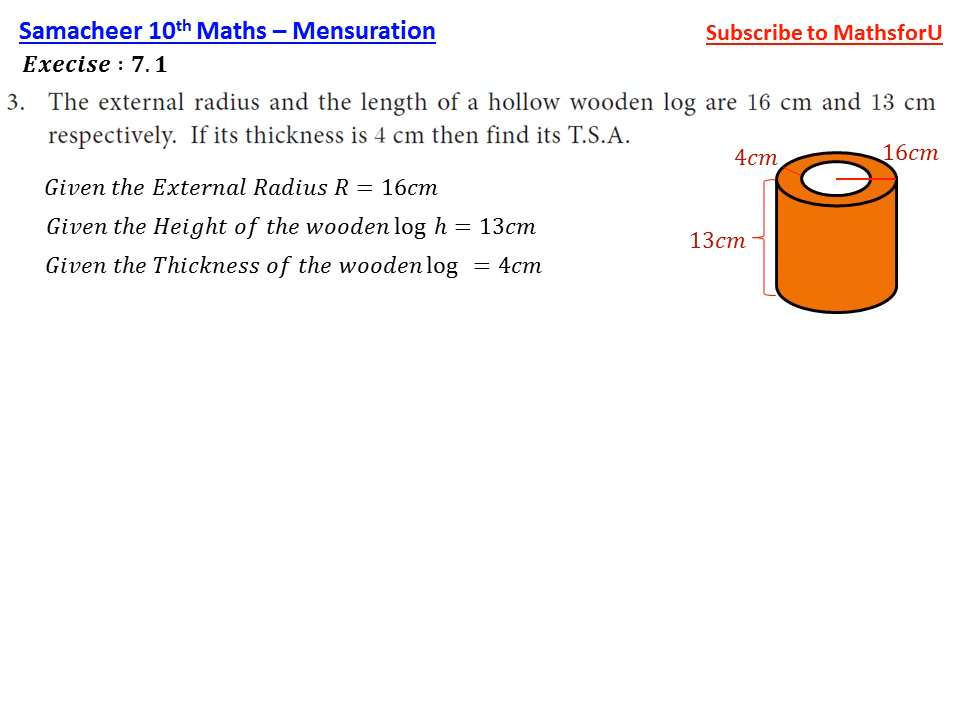 Samacheer 10th Maths – Mensuration
Subscribe to MathsforU
Execise : 7.1
3. The external radius and the length of a hollow wooden log are 16 cm and 13 cm
respectively. If its thickness is 4 cm then find its T.S.A.
4cm
16cm
Given the External Radius R = 16cm
Given the Height of the wooden log h = 13cm
13cm
Given the Thickness of the wooden log = 4cm